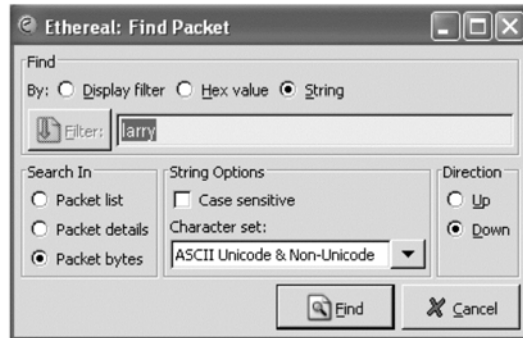 Ethereal: Find Packet
Find
By: Display filter Hex value String
Filter: larry
Search In
Packet list
Packet details
Packet bytes
String Options
Case sensitive
Character set:
ASCII Unicode & Non-Unicode
Direction
Up
Down
Find Cancel